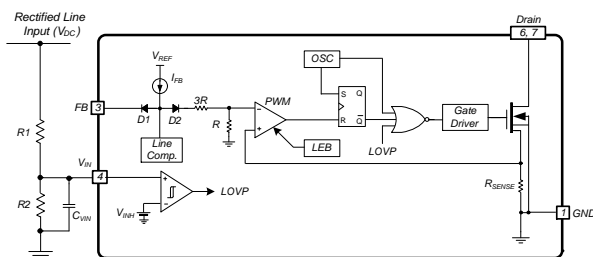 Rectified Line
Input (VDC)
Drain
6, 7
VREF
OSC
IFB
S Q
R Q
3R
PWM
FB 3
D1 D2
R
Gate
Driver
R1
Line
Comp.
LEB
LOVP
VIN
4
RSENSE
R2
LOVP
CVIN
VINH
1 GND
+
−
+
−